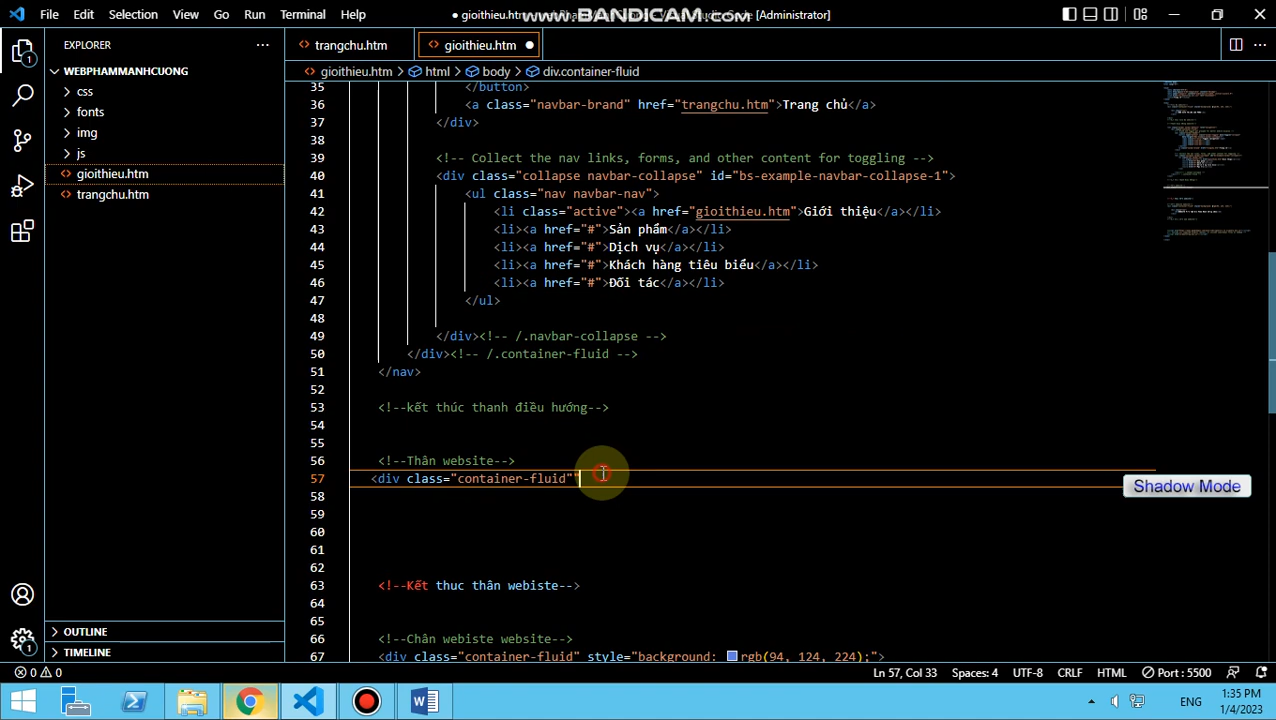 File Edit Selection View Go Run Terminal Help
www.BANDICAM.com
● gioithieu.htm [Administrator]
EXPLORER
trangchu.htm gioithieu.htm ●
WEBPHAMMANHCUONG
css
fonts
img
js
gioithieu.htm
trangchu.htm
OUTLINE
TIMELINE
gioithieu.htm > html > body > div.container-fluid
35 </button>
36 <a class="navbar-brand" href="trangchu.htm">Trang chủ</a>
37 </div>
38
39 <!-- Collect the nav links, forms, and other content for toggling -->
40 <div class="collapse navbar-collapse" id="bs-example-navbar-collapse-1">
41 <ul class="nav navbar-nav">
42 <li class="active"><a href="gioithieu.htm">Giới thiệu</a></li>
43 <li><a href="#">Sản phẩm</a></li>
44 <li><a href="#">Dịch vụ</a></li>
45 <li><a href="#">Khách hàng tiêu biểu</a></li>
46 <li><a href="#">Đối tác</a></li>
47 </ul>
48
49 </div><!-- /.navbar-collapse -->
50 </div><!-- /.container-fluid -->
51 </nav>
52
53 <!--kết thúc thanh điều hướng-->
54
55
56 <!--Thân website-->
57 <div class="container-fluid""
58
59
60
61
62
63 <!--Kết thuc thân webiste-->
64
65
66 <!--Chân webiste website-->
67 <div class="container-fluid" style="background: rgb(94, 124, 224);">
Shadow Mode
0 0 Ln 57, Col 33 Spaces: 4 UTF-8 CRLF HTML Port : 5500
ENG
1:35 PM
1/4/2023